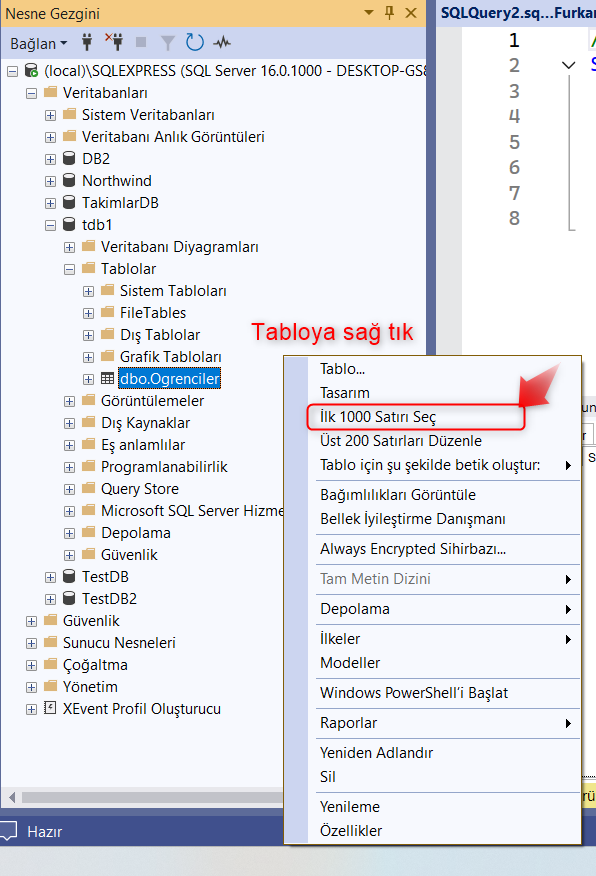 Nesne Gezgini
SQLQuery2.sq...Furkan
Bağlan
(local)\SQLEXPRESS (SQL Server 16.0.1000 - DESKTOP-GS8
Veritabanları
Sistem Veritabanları
Veritabanı Anlık Görüntüleri
DB2
Northwind
TakimlarDB
tdb1
Veritabanı Diyagramları
Tablolar
Sistem Tabloları
FileTables
Dış Tablolar
Grafik Tabloları
dbo.Ogrenciler
Görüntülemeler
Dış Kaynaklar
Eş anlamlılar
Programlanabilirlik
Query Store
Microsoft SQL Server Hizme
Depolama
Güvenlik
TestDB
TestDB2
Güvenlik
Sunucu Nesneleri
Çoğaltma
Yönetim
XEvent Profil Oluşturucu
Hazır
Tabloya sağ tık
Tablo...
Tasarım
İlk 1000 Satırı Seç
Üst 200 Satırları Düzenle
Tablo için şu şekilde betik oluştur:
Bağımlılıkları Görüntüle
Bellek İyileştirme Danışmanı
Always Encrypted Sihirbazı...
Tam Metin Dizini
Depolama
İlkeler
Modeller
Windows PowerShell'i Başlat
Raporlar
Yeniden Adlandır
Sil
Yenileme
Özellikler
1
2
3
4
5
6
7
8